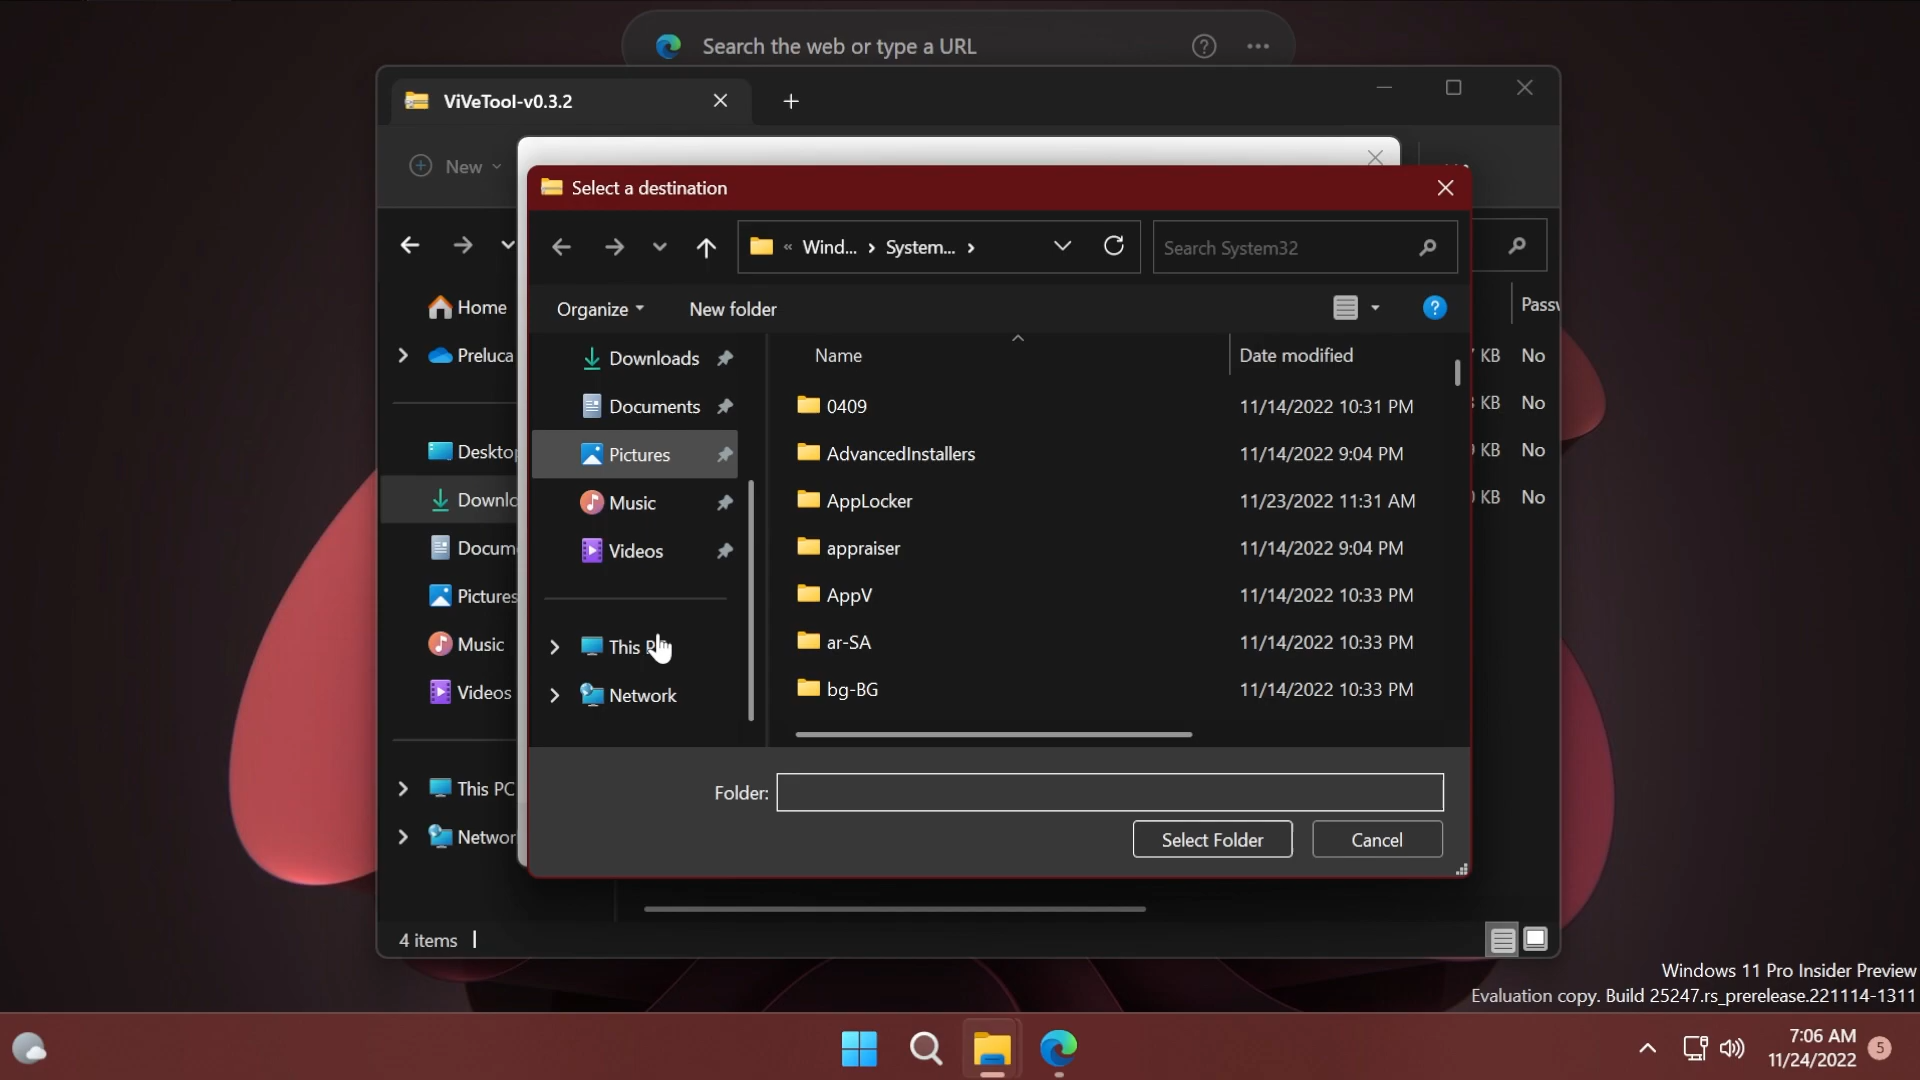 Search the web or type a URL
ViVeTool-v0.3.2
New
Select a destination
Wind... › System... ›
Search System32
Organize
New folder
Home
Preluca
Deskto
Downlo
Docum
Pictures
Music
Videos
This PC
Networ
Downloads
Documents
Pictures
Music
Videos
This
Network
Name
Date modified
0409 11/14/2022 10:31 PM
AdvancedInstallers 11/14/2022 9:04 PM
AppLocker 11/23/2022 11:31 AM
appraiser 11/14/2022 9:04 PM
AppV 11/14/2022 10:33 PM
ar-SA 11/14/2022 10:33 PM
bg-BG 11/14/2022 10:33 PM
Passw
KB No
KB No
KB No
KB No
Folder:
Select Folder
Cancel
4 items
Windows 11 Pro Insider Preview
Evaluation copy. Build 25247.rs_prerelease.221114-1311
7:06 AM
11/24/2022
5